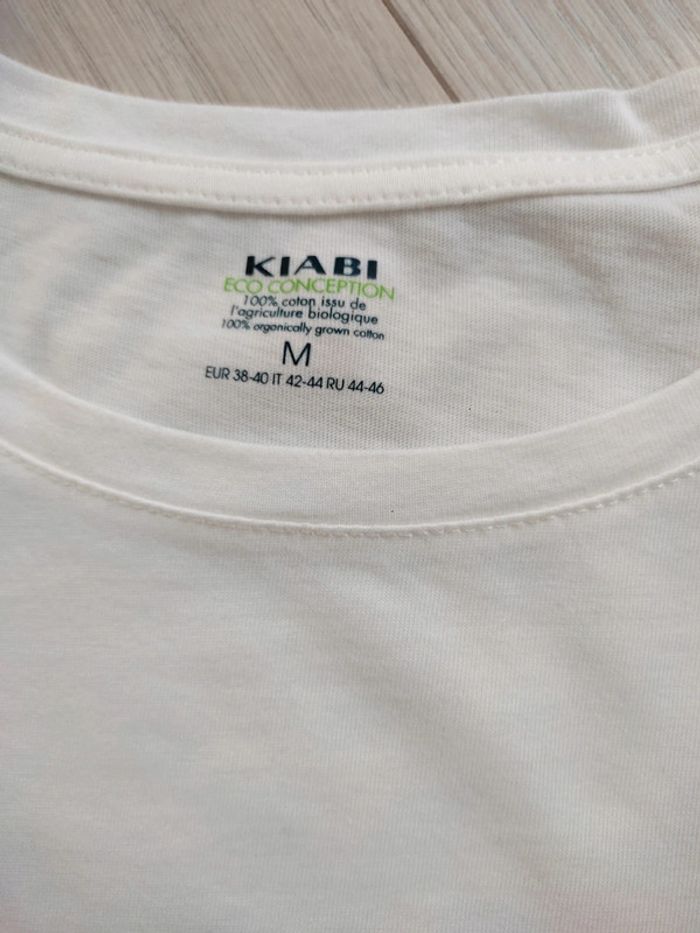 KIABI
ECO CONCEPTION
100% coton issu de
l'agriculture biologique
100% organically grown cotton
M
EUR 38-40 IT 42-44 RU 44-46